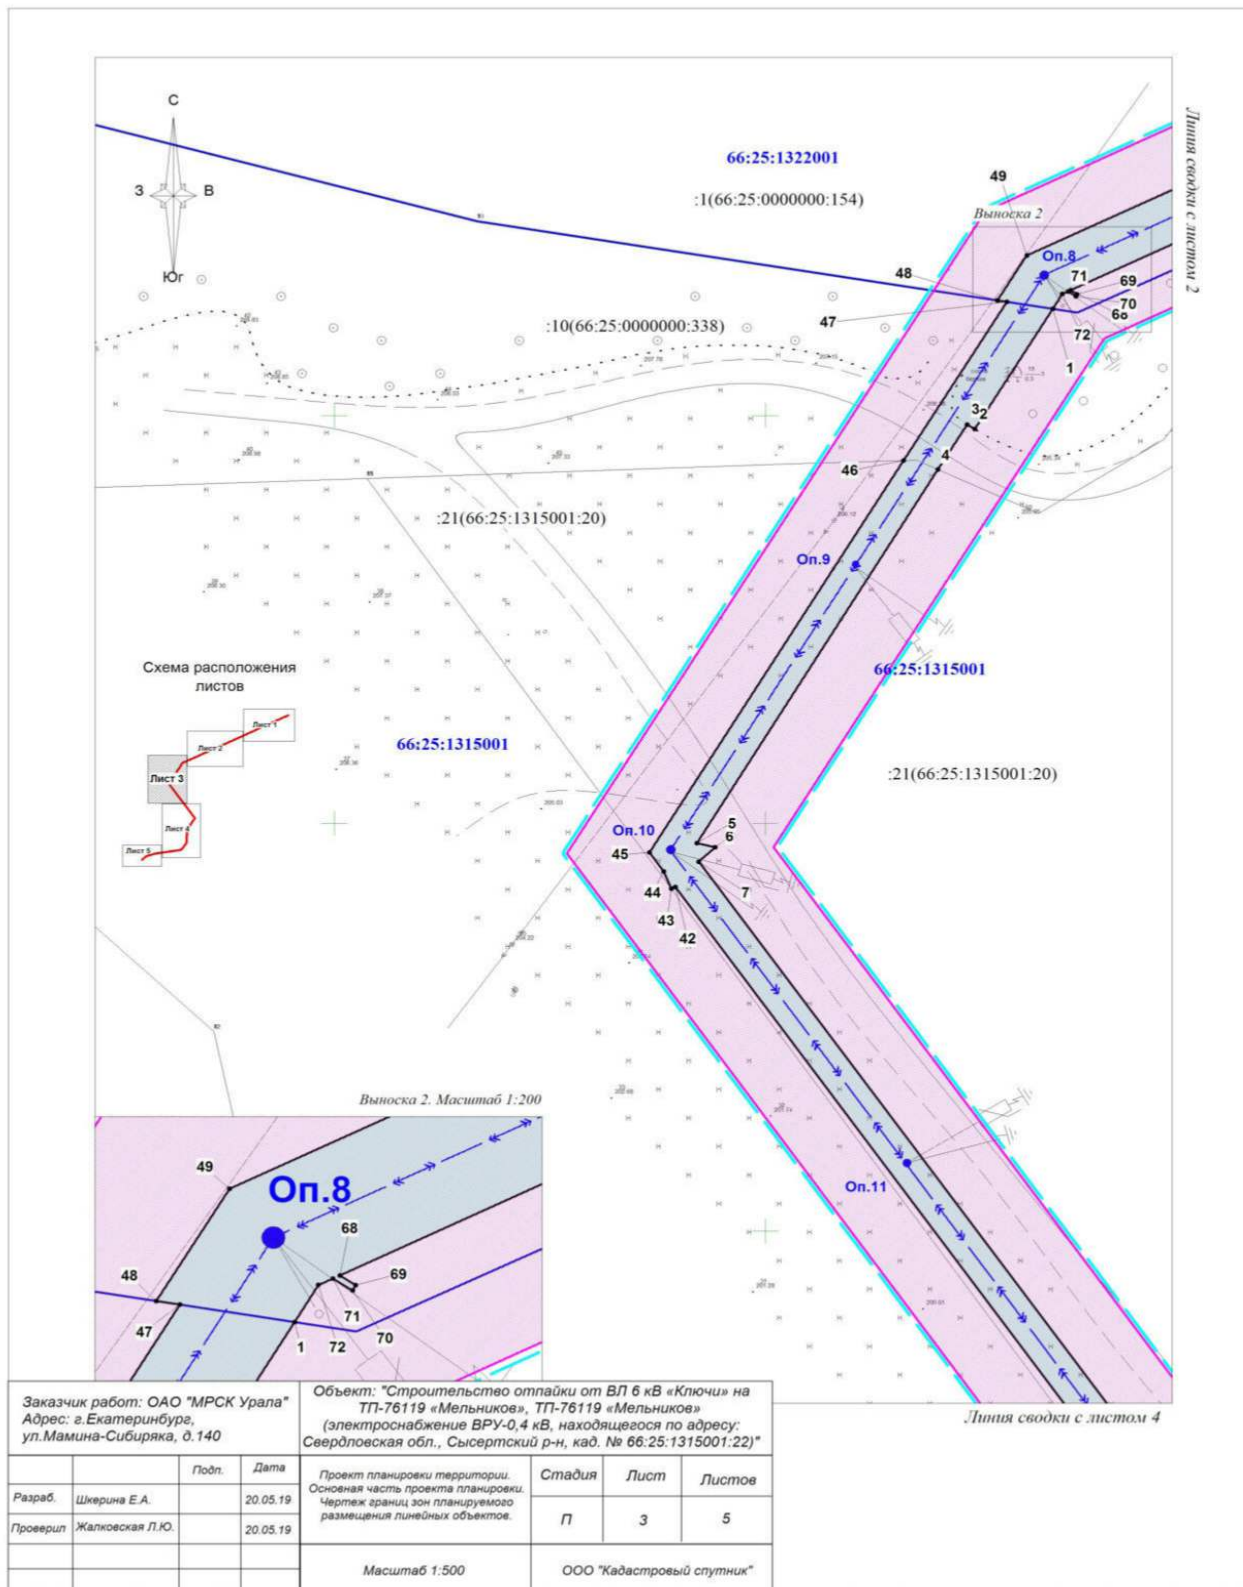 С
З
В
Юг
66:25:1322001
:1(66:25:0000000:154)
49
Выноска 2
Линия сводки с листом 2
Оп.8
71
69
70
68
72
1
48
47
:10(66:25:0000000:338)
3
2
4
46
:21(66:25:1315001:20)
Оп.9
66:25:1315001
Схема расположения
листов
Лист 1
Лист 2
Лист 3
Лист 4
Лист 5
66:25:1315001
:21(66:25:1315001:20)
5
6
7
Оп.10
45
44
43
42
Оп.11
Выноска 2. Масштаб 1:200
49
Оп.8
68
48
69
47
71
70
1
72
Линия сводки с листом 4
Заказчик работ: ОАО "МРСК Урала"
Адрес: г.Екатеринбург,
ул.Мамина-Сибиряка, д.140
Объект: "Строительство отпайки от ВЛ 6 кВ «Ключи» на
ТП-76119 «Мельников», ТП-76119 «Мельников»
(электроснабжение ВРУ-0,4 кВ, находящегося по адресу:
Свердловская обл., Сысертский р-н, кад. № 66:25:1315001:22)"
Подп.
Дата
Разраб.
Шкерина Е.А.
20.05.19
Проверил
Жалковская Л.Ю.
20.05.19
Проект планировки территории.
Основная часть проекта планировки.
Чертеж границ зон планируемого
размещения линейных объектов.
Стадия
Лист
Листов
П
3
5
Масштаб 1:500
ООО "Кадастровый спутник"